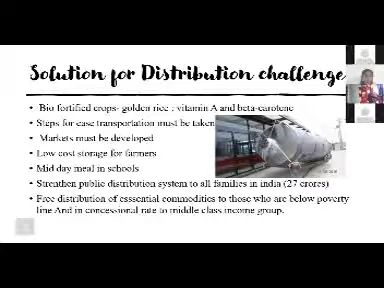 Solution for Distribution challenge
Bio fortified crops- golden rice : vitamin A and beta-carotene
Steps for ease transportation must be taken
Markets must be developed
Low cost storage for farmers
Mid day meal in schools
Strenthen public distribution system to all families in india (27 crores)
Free distribution of esssential commodities to those who are below poverty
line And in concessional rate to middle class income group.